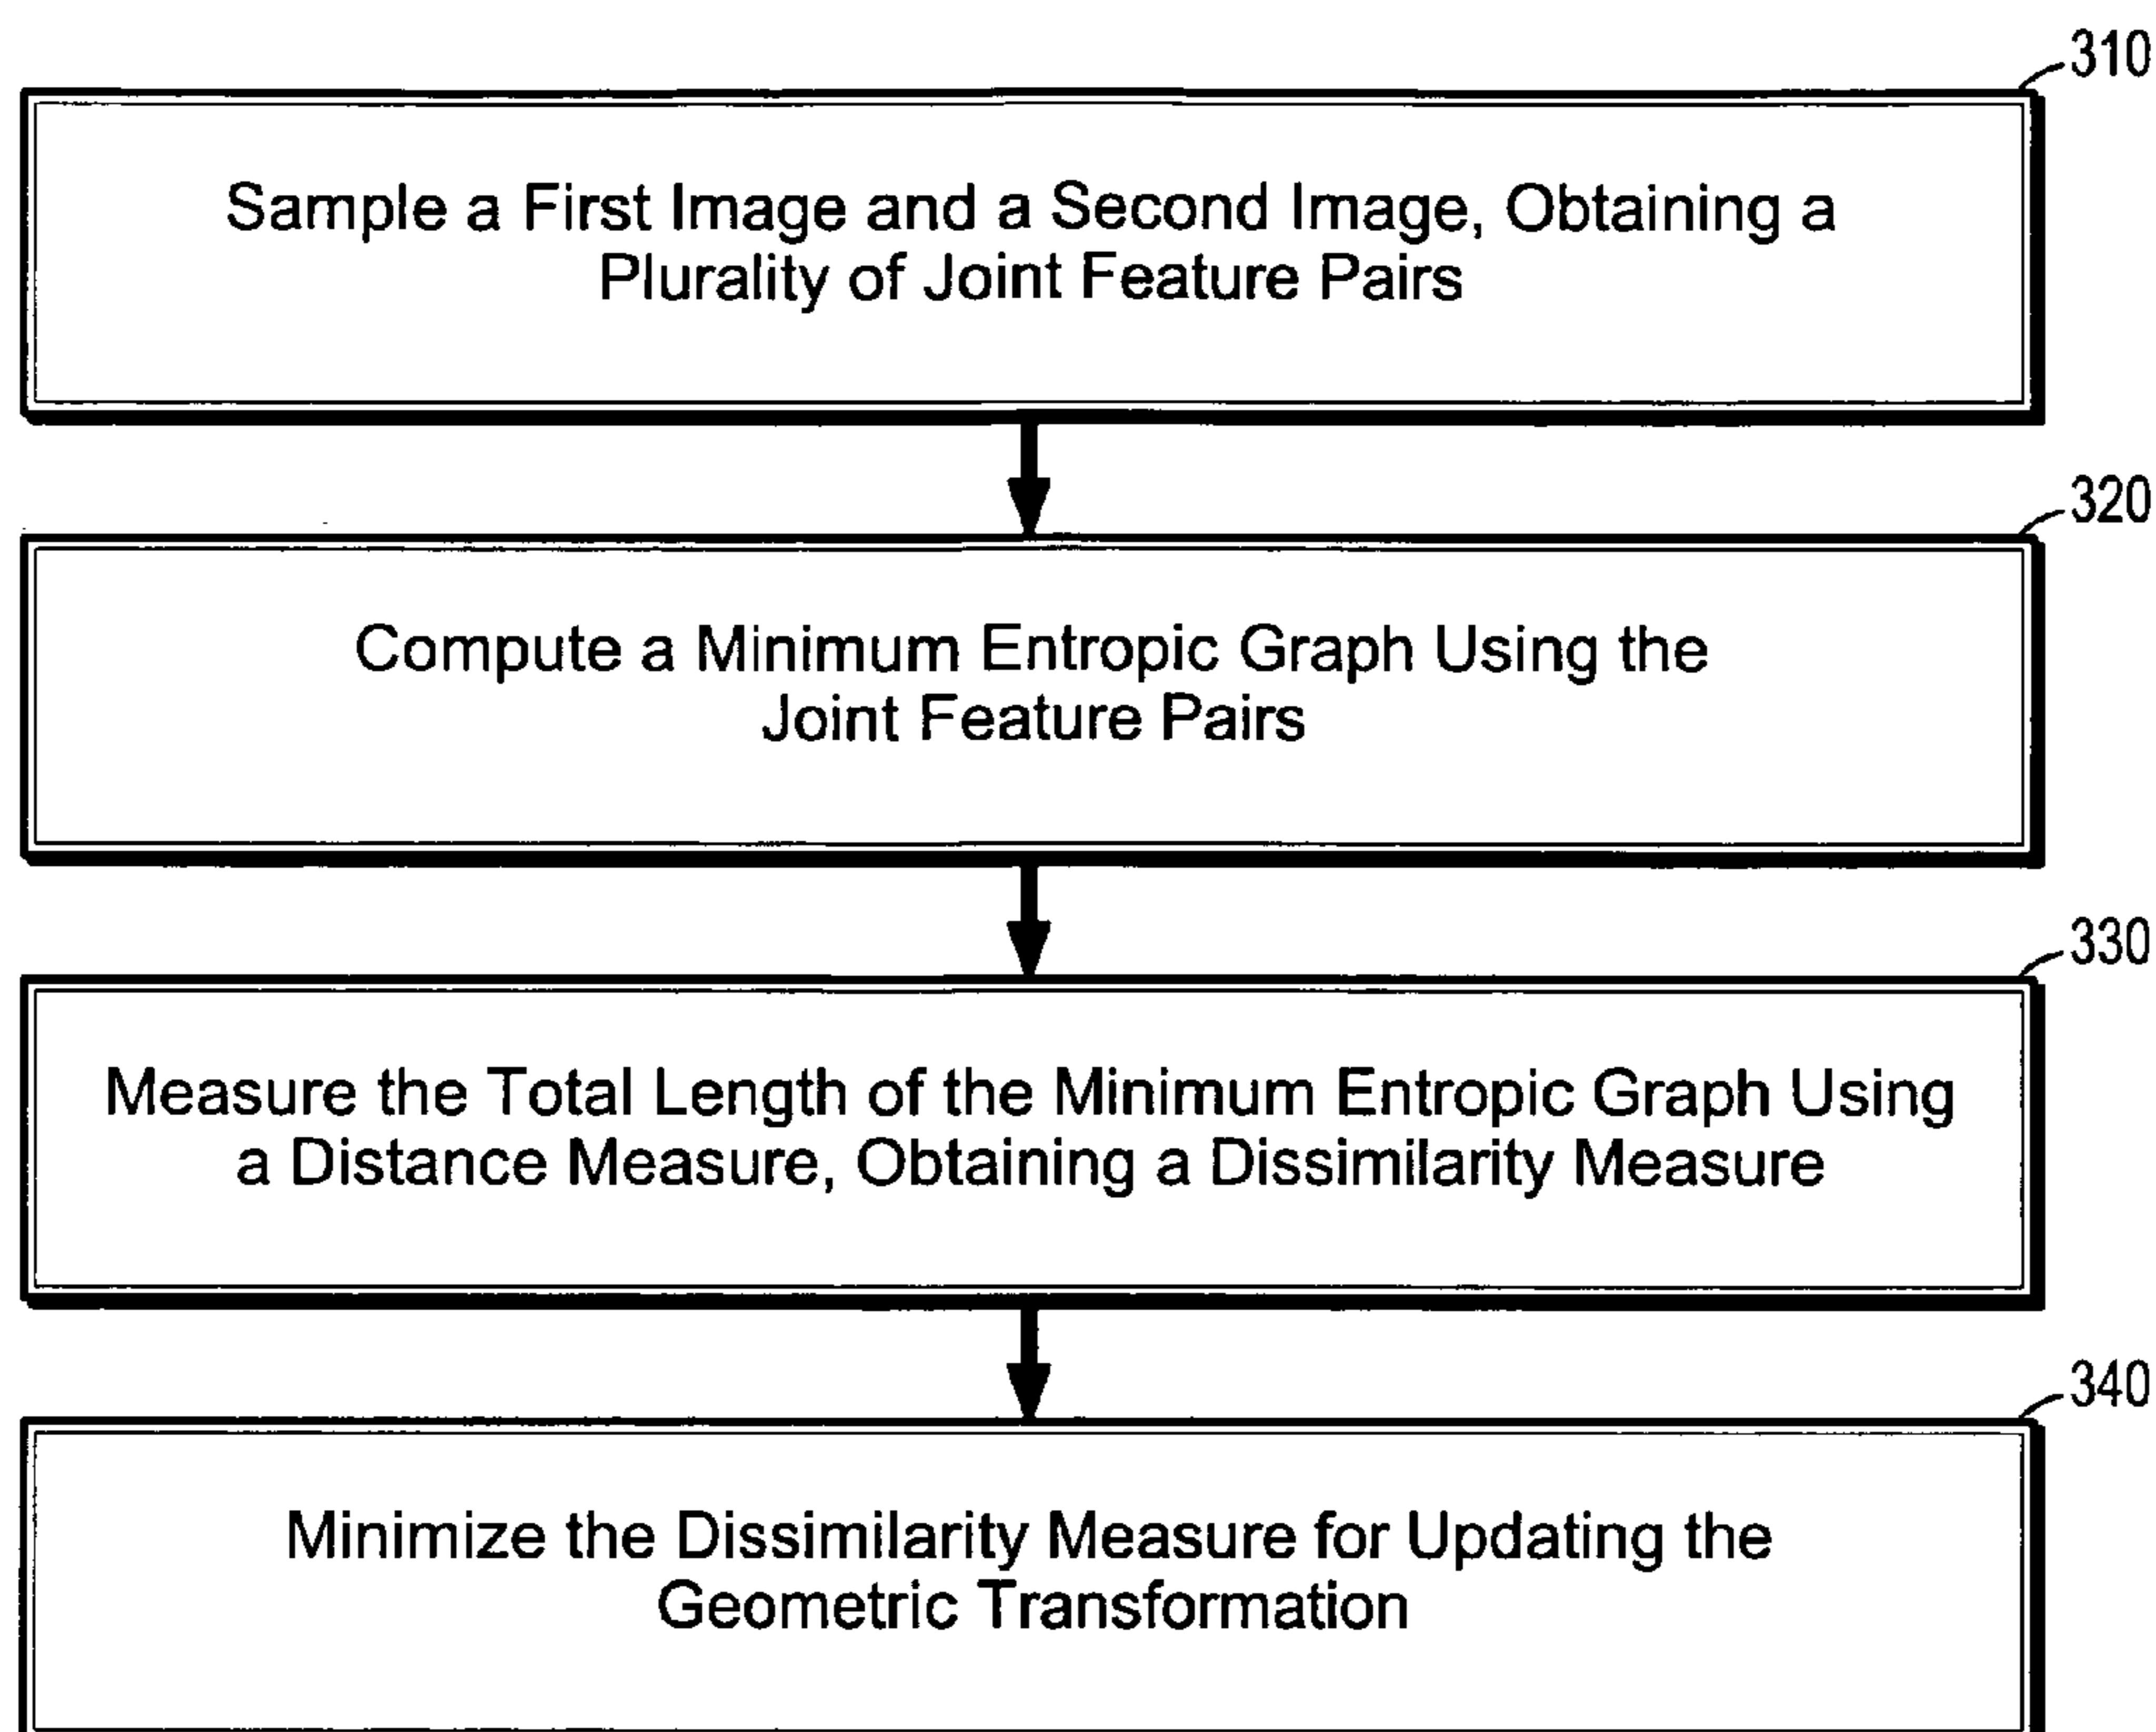 310
Sample a First Image and a Second Image, Obtaining a
Plurality of Joint Feature Pairs
320
Compute a Minimum Entropic Graph Using the
Joint Feature Pairs
330
Measure the Total Length of the Minimum Entropic Graph Using
a Distance Measure, Obtaining a Dissimilarity Measure
340
Minimize the Dissimilarity Measure for Updating the
Geometric Transformation